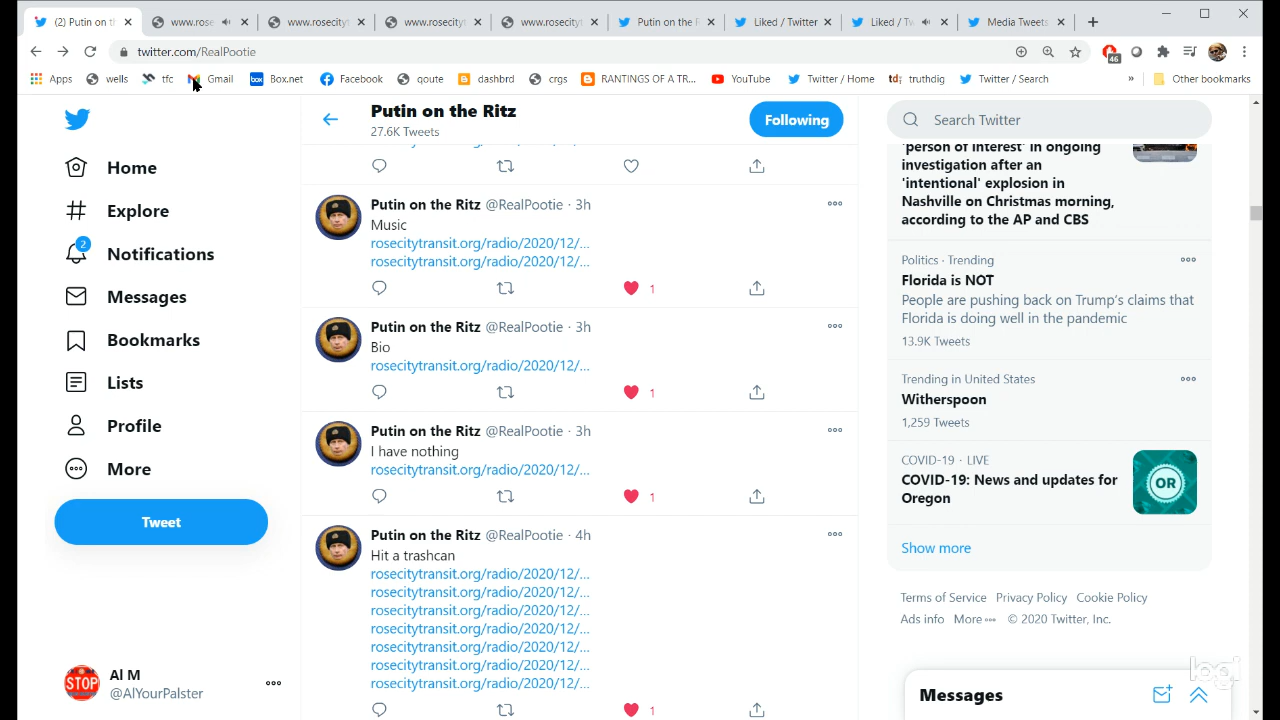 (2) Putin on th
www.rose
www.rosecityt
www.rosecityt
www.rosecityt
Putin on the R
Liked / Twitter
Liked / Tw
Media Tweets
twitter.com/RealPootie
46
Apps
wells
tfc
Gmail
Box.net
Facebook
qoute
dashbrd
crgs
RANTINGS OF A TR...
YouTube
Twitter / Home
truthdig
Twitter / Search
»
Other bookmarks
Home
Explore
2
Notifications
Messages
Bookmarks
Lists
Profile
More
Tweet
STOP
Al M
@AlYourPalster
Putin on the Ritz
27.6K Tweets
Following
Putin on the Ritz @RealPootie · 3h
Music
rosecitytransit.org/radio/2020/12/...
rosecitytransit.org/radio/2020/12/...
1
Putin on the Ritz @RealPootie · 3h
Bio
rosecitytransit.org/radio/2020/12/...
1
Putin on the Ritz @RealPootie · 3h
I have nothing
rosecitytransit.org/radio/2020/12/...
1
Putin on the Ritz @RealPootie · 4h
Hit a trashcan
rosecitytransit.org/radio/2020/12/...
rosecitytransit.org/radio/2020/12/...
rosecitytransit.org/radio/2020/12/...
rosecitytransit.org/radio/2020/12/...
rosecitytransit.org/radio/2020/12/...
rosecitytransit.org/radio/2020/12/...
rosecitytransit.org/radio/2020/12/...
1
Search Twitter
'person of interest' in ongoing
investigation after an
'intentional' explosion in
Nashville on Christmas morning,
according to the AP and CBS
Politics · Trending
Florida is NOT
People are pushing back on Trump's claims that
Florida is doing well in the pandemic
13.9K Tweets
Trending in United States
Witherspoon
1,259 Tweets
COVID-19 · LIVE
COVID-19: News and updates for
Oregon
OR
Show more
Terms of Service Privacy Policy Cookie Policy
Ads info More © 2020 Twitter, Inc.
logi
Messages